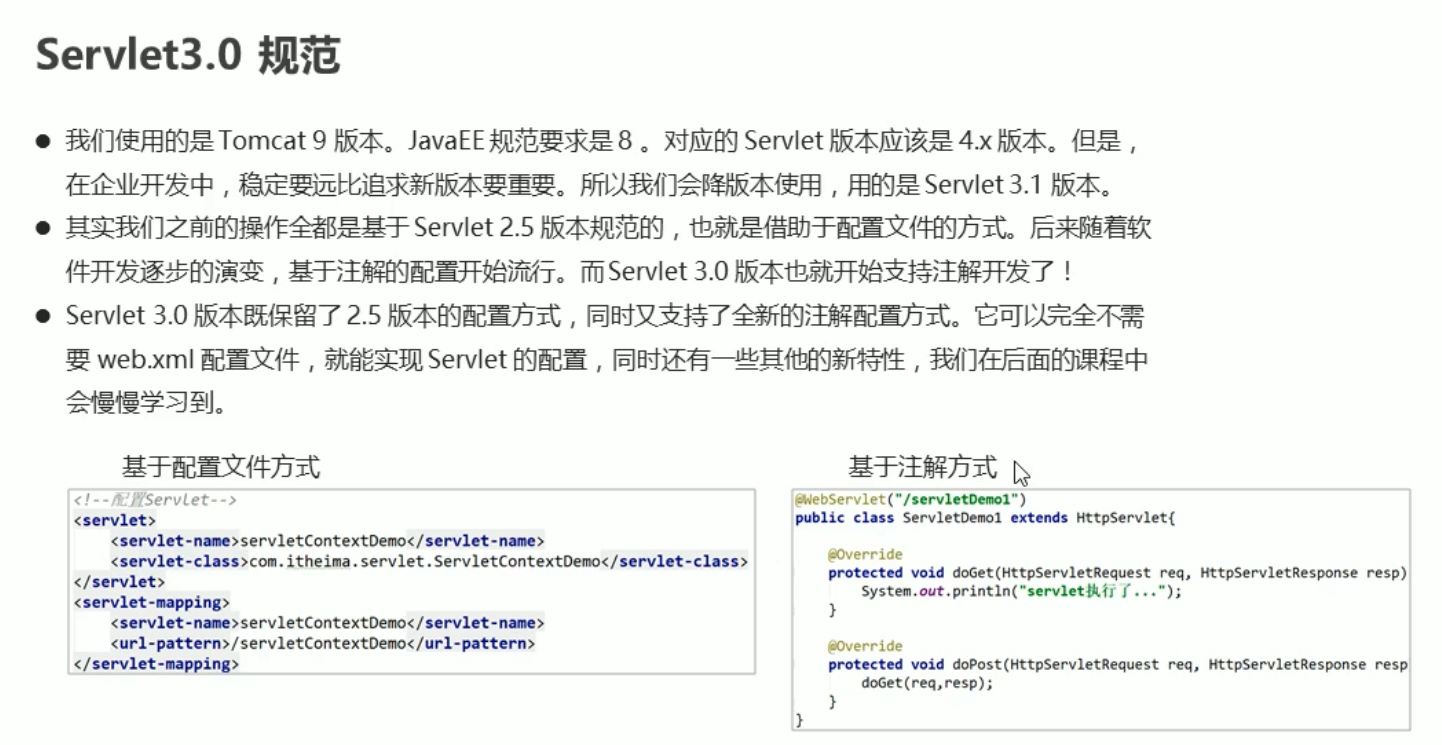 Servlet3.0 规范
● 我们使用的是 Tomcat 9 版本。JavaEE 规范要求是 8 。对应的 Servlet 版本应该是 4.x 版本。但是，
在企业开发中，稳定要远比追求新版本要重要。所以我们会降版本使用，用的是 Servlet 3.1 版本。
● 其实我们之前的操作全都是基于 Servlet 2.5 版本规范的，也就是借助于配置文件的方式。后来随着软
件开发逐步的演变，基于注解的配置开始流行。而 Servlet 3.0 版本也就开始支持注解开发了！
● Servlet 3.0 版本既保留了 2.5 版本的配置方式，同时又支持了全新的注解配置方式。它可以完全不需
要 web.xml 配置文件，就能实现 Servlet 的配置，同时还有一些其他的新特性，我们在后面的课程中
会慢慢学习到。
基于配置文件方式
<!--配置Servlet-->
<servlet>
    <servlet-name>servletContextDemo</servlet-name>
    <servlet-class>com.itheima.servlet.ServletContextDemo</servlet-class>
</servlet>
<servlet-mapping>
    <servlet-name>servletContextDemo</servlet-name>
    <url-pattern>/servletContextDemo</url-pattern>
</servlet-mapping>
基于注解方式
@WebServlet("/servletDemo1")
public class ServletDemo1 extends HttpServlet{
    @Override
    protected void doGet(HttpServletRequest req, HttpServletResponse resp)
        System.out.println("servlet执行了...");
    }
    @Override
    protected void doPost(HttpServletRequest req, HttpServletResponse resp
        doGet(req,resp);
    }
}